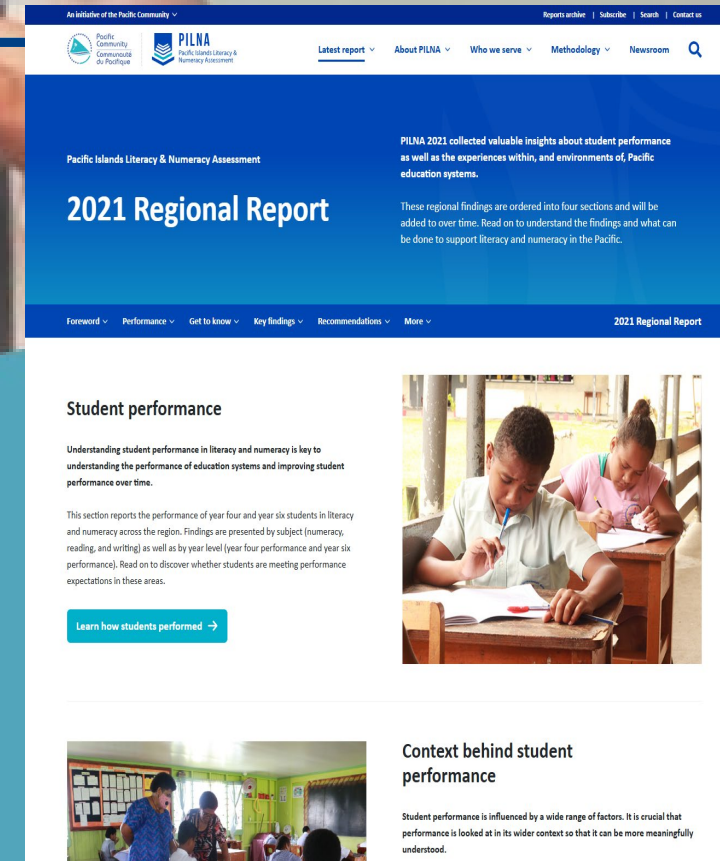 An initiative of the Pacific Community
Reports archive | Subscribe | Search | Contact us
Pacific
Community
Communauté
du Pacifique
PILNA
Pacific Islands Literacy &
Numeracy Assessment
Latest report
About PILNA
Who we serve
Methodology
Newsroom
Pacific Islands Literacy & Numeracy Assessment
2021 Regional Report
PILNA 2021 collected valuable insights about student performance
as well as the experiences within, and environments of, Pacific
education systems.
These regional findings are ordered into four sections and will be
added to over time. Read on to understand the findings and what can
be done to support literacy and numeracy in the Pacific.
Foreword
Performance
Get to know
Key findings
Recommendations
More
2021 Regional Report
Student performance
Understanding student performance in literacy and numeracy is key to
understanding the performance of education systems and improving student
performance over time.
This section reports the performance of year four and year six students in literacy
and numeracy across the region. Findings are presented by subject (numeracy,
reading, and writing) as well as by year level (year four performance and year six
performance). Read on to discover whether students are meeting performance
expectations in these areas.
Learn how students performed →
Context behind student
performance
Student performance is influenced by a wide range of factors. It is crucial that
performance is looked at in its wider context so that it can be more meaningfully
understood.